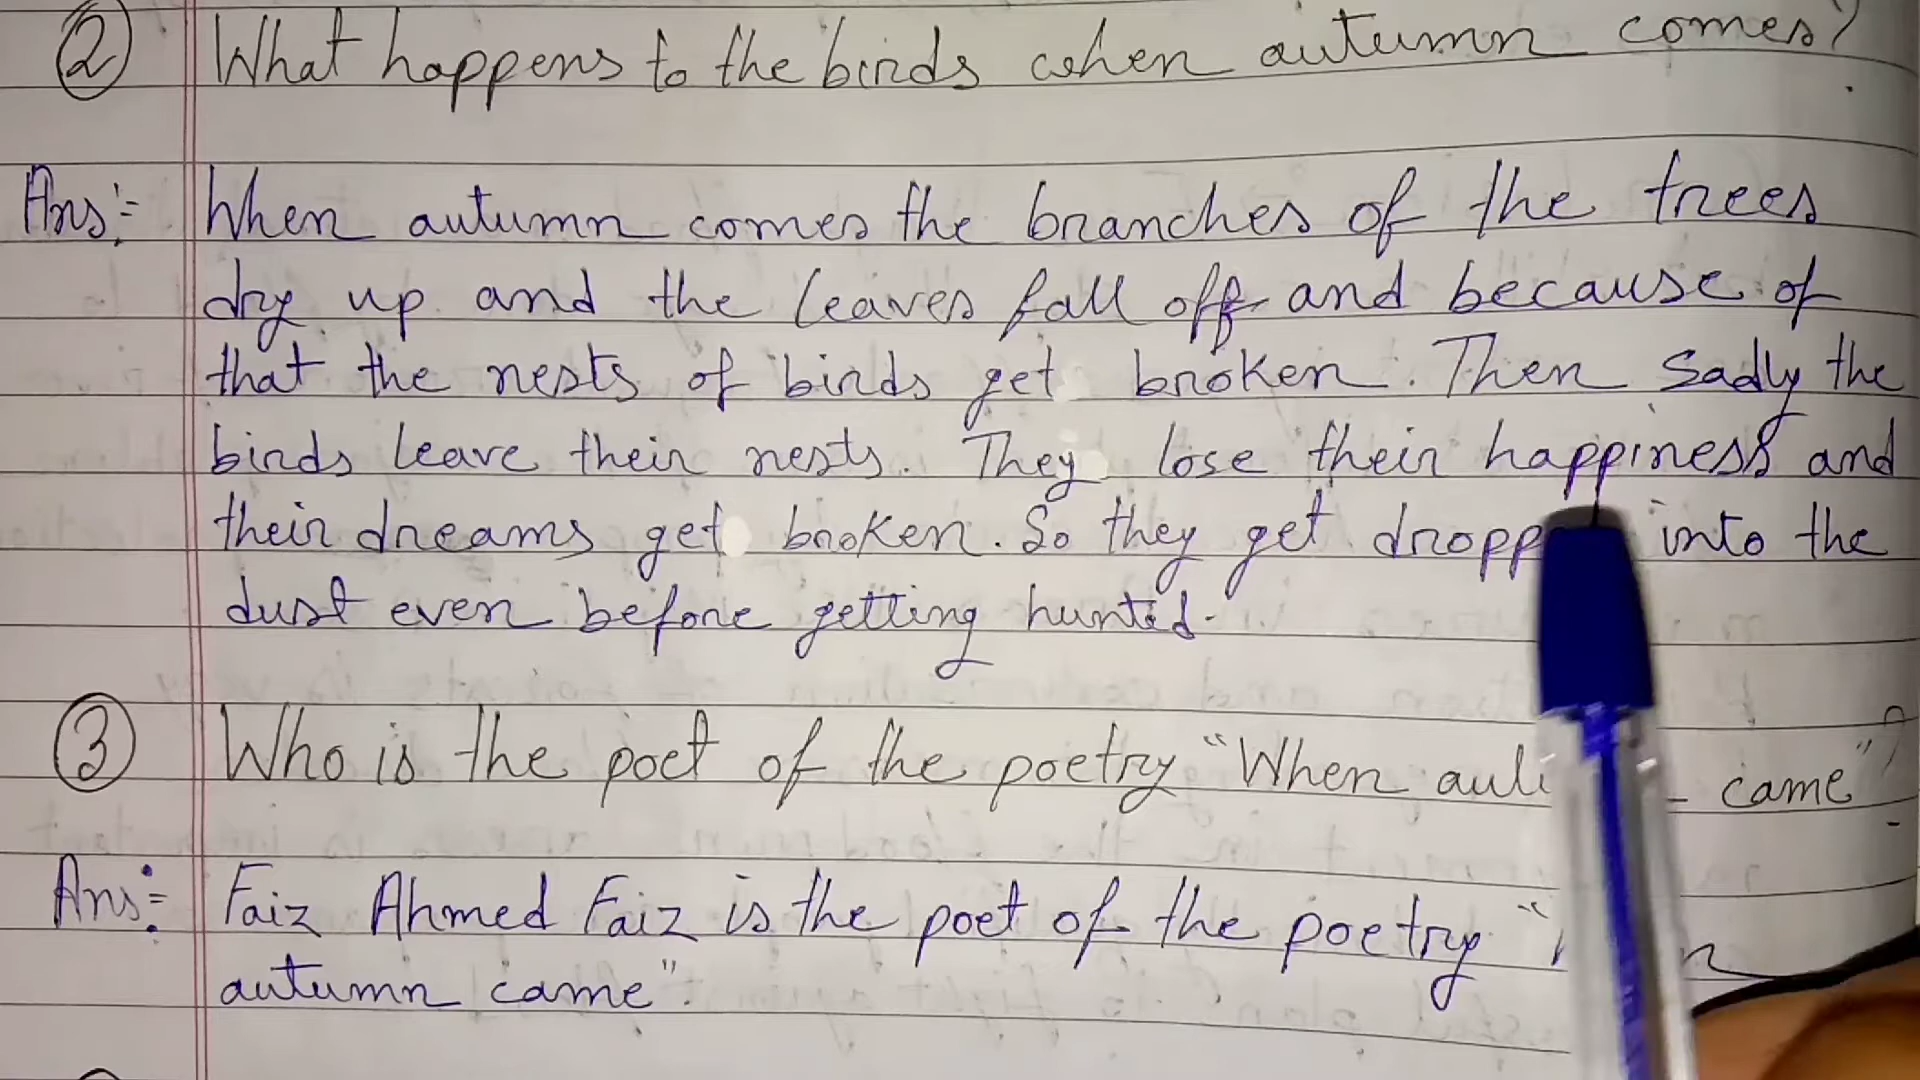 ② What happens to the birds when autumn comes?
Ans:- When autumn comes the branches of the trees
dry up and the leaves fall off and because of
that the nests of birds get broken. Then sadly the
birds leave their nests. They lose their happiness and
their dreams get broken. So they get dropp into the
dust even before getting hunted.
③ Who is the poet of the poetry "When came"?
Ans:- Faiz Ahmed Faiz is the poet of the poetry "
autumn came".